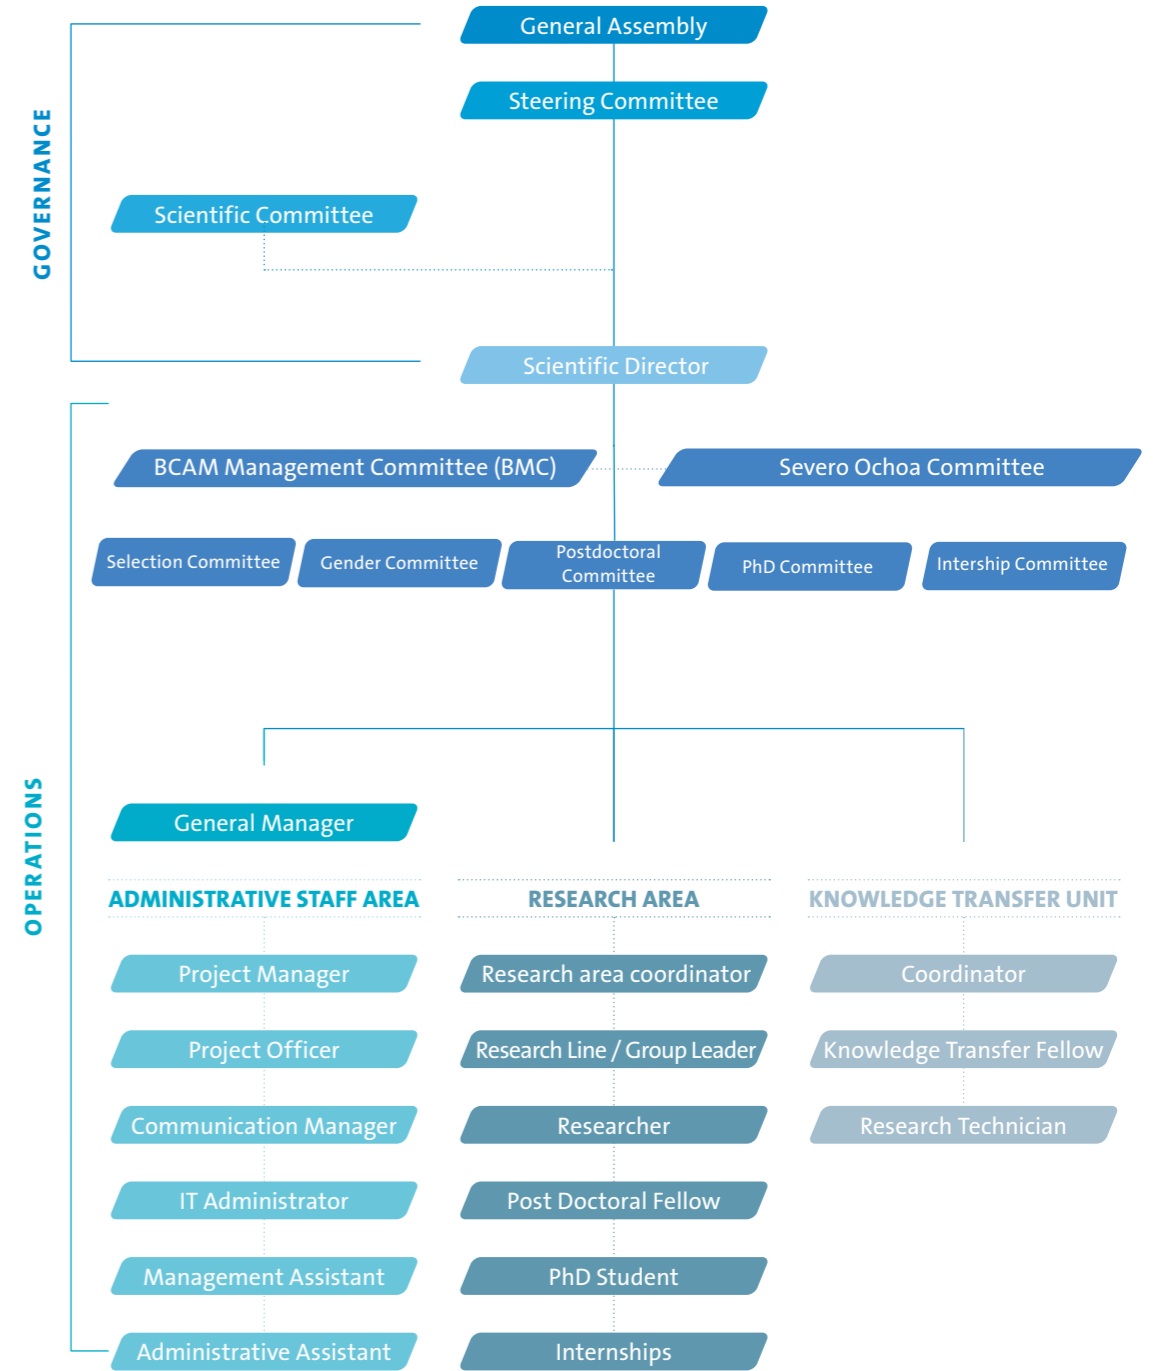 General Assembly
Steering Committee
GOVERNANCE
Scientific Committee
Scientific Director
BCAM Management Committee (BMC)
Severo Ochoa Committee
Selection Committee
Gender Committee
Postdoctoral
Committee
PhD Committee
Intership Committee
OPERATIONS
General Manager
ADMINISTRATIVE STAFF AREA
Project Manager
Project Officer
Communication Manager
IT Administrator
Management Assistant
Administrative Assistant
RESEARCH AREA
Research area coordinator
Research Line / Group Leader
Researcher
Post Doctoral Fellow
PhD Student
Internships
KNOWLEDGE TRANSFER UNIT
Coordinator
Knowledge Transfer Fellow
Research Technician